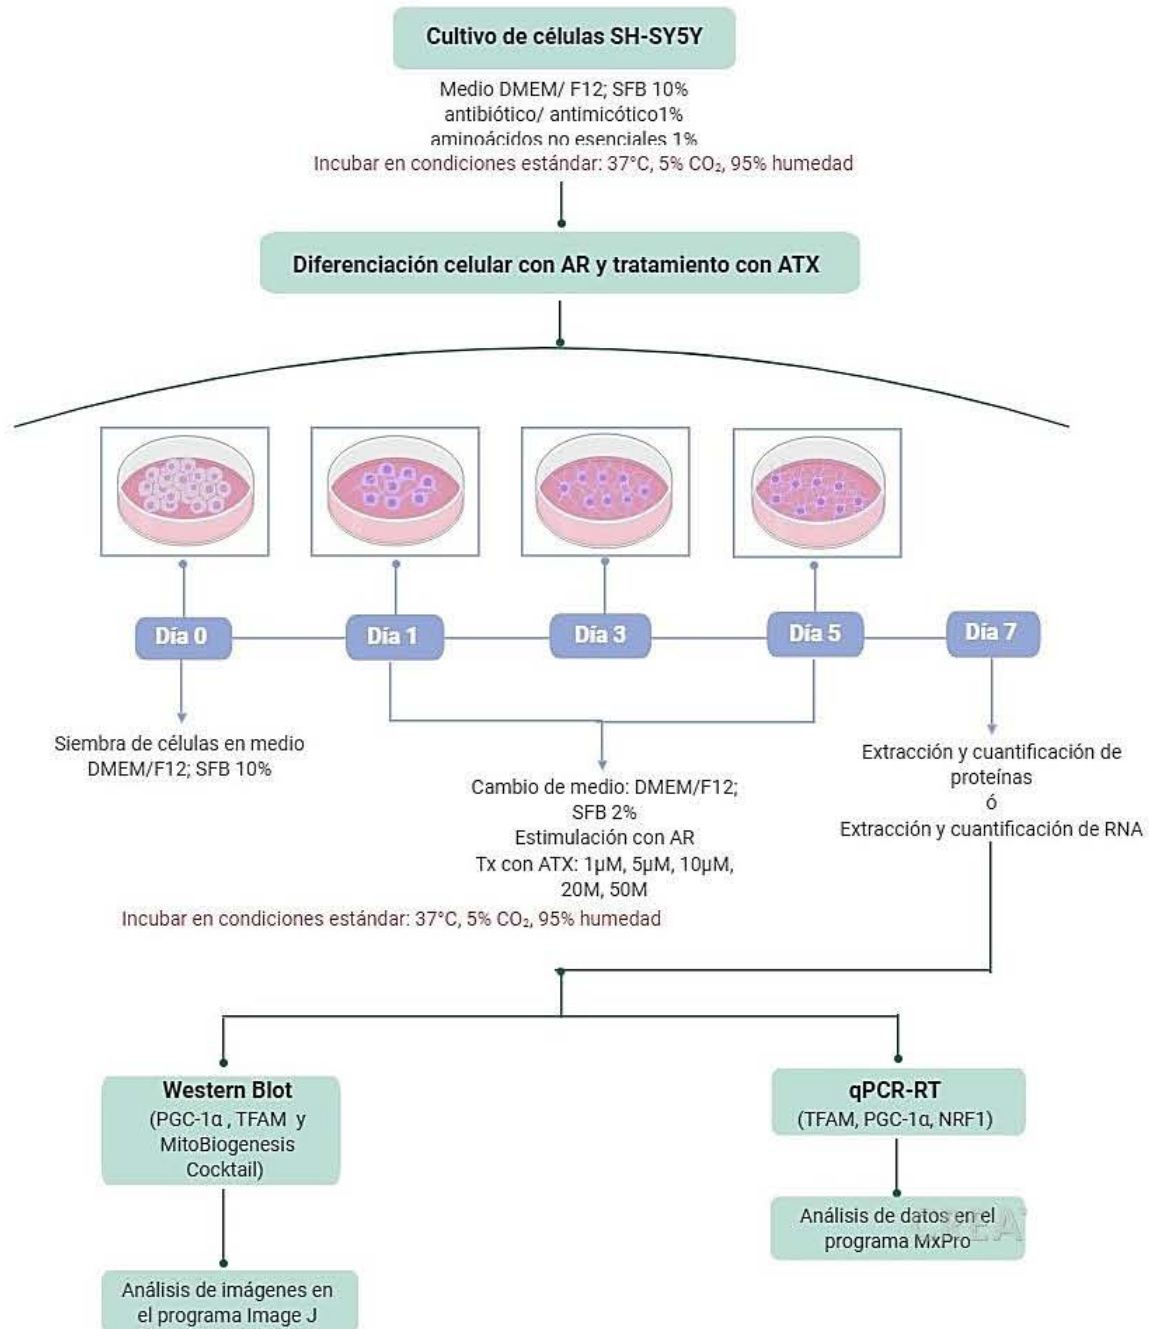 Cultivo de células SH-SY5Y
Medio DMEM/ F12; SFB 10%
antibiótico/ antimicótico1%
aminoácidos no esenciales 1%
Incubar en condiciones estándar: 37°C, 5% CO₂, 95% humedad
Diferenciación celular con AR y tratamiento con ATX
Día 0
Día 1
Día 3
Día 5
Día 7
Siembra de células en medio
DMEM/F12; SFB 10%
Cambio de medio: DMEM/F12;
SFB 2%
Estimulación con AR
Tx con ATX: 1µM, 5µM, 10µM,
20M, 50M
Extracción y cuantificación de
proteínas
ó
Extracción y cuantificación de RNA
Incubar en condiciones estándar: 37°C, 5% CO₂, 95% humedad
Western Blot
(PGC-1α , TFAM y
MitoBiogenesis
Cocktail)
qPCR-RT
(TFAM, PGC-1α, NRF1)
Análisis de datos en el
programa MxPro
Análisis de imágenes en
el programa Image J